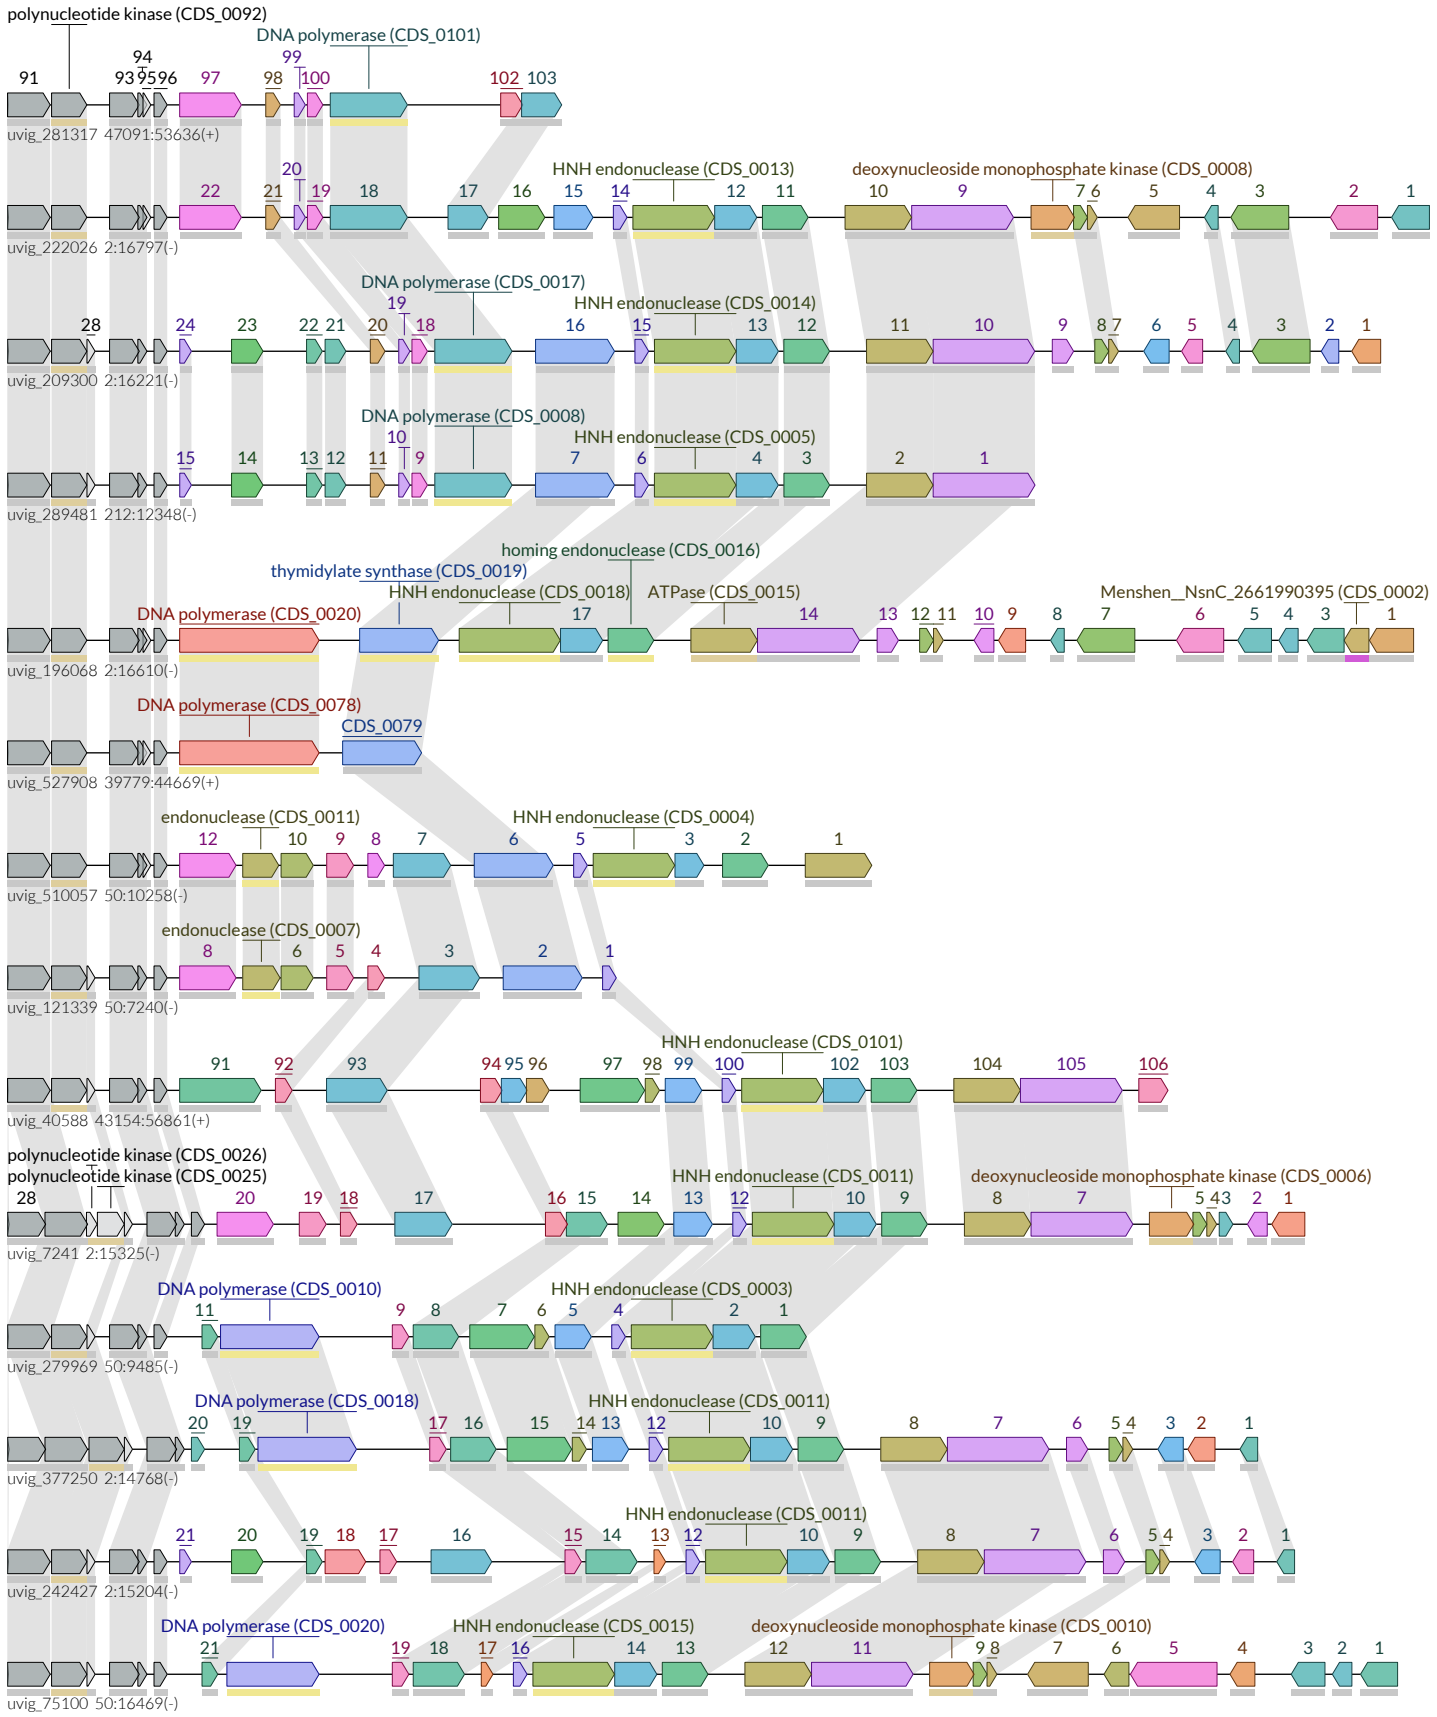 polynucleotide kinase (CDS_0092)
DNA polymerase (CDS_0101)
94 99
91 93 95 96 97 98 100 102 103
uvig_281317 47091:53636(+)
HNH endonuclease (CDS_0013) deoxynucleoside monophosphate kinase (CDS_0008)
20
22 21 19 18 17 16 15 14 12 11 10 9 7 6 5 4 3 2 1
uvig_222026 2:16797(-)
DNA polymerase (CDS_0017)
19 HNH endonuclease (CDS_0014)
28 24 23 22 21 20 18 16 15 13 12 11 10 9 8 7 6 5 4 3 2 1
uvig_209300 2:16221(-)
DNA polymerase (CDS_0008)
10 HNH endonuclease (CDS_0005)
15 14 13 12 11 9 7 6 4 3 2 1
uvig_289481 212:12348(-)
homing endonuclease (CDS_0016)
thymidylate synthase (CDS_0019)
HNH endonuclease (CDS_0018) ATPase (CDS_0015) Menshen__NsnC_2661990395 (CDS_0002)
DNA polymerase (CDS_0020) 17 14 13 12 11 10 9 8 7 6 5 4 3 1
uvig_196068 2:16610(-)
DNA polymerase (CDS_0078)
CDS_0079
uvig_527908 39779:44669(+)
endonuclease (CDS_0011) HNH endonuclease (CDS_0004)
12 10 9 8 7 6 5 3 2 1
uvig_510057 50:10258(-)
endonuclease (CDS_0007)
8 6 5 4 3 2 1
uvig_121339 50:7240(-)
HNH endonuclease (CDS_0101)
91 92 93 94 95 96 97 98 99 100 102 103 104 105 106
uvig_40588 43154:56861(+)
polynucleotide kinase (CDS_0026)
polynucleotide kinase (CDS_0025) HNH endonuclease (CDS_0011) deoxynucleoside monophosphate kinase (CDS_0006)
28 20 19 18 17 16 15 14 13 12 10 9 8 7 5 4 3 2 1
uvig_7241 2:15325(-)
DNA polymerase (CDS_0010) HNH endonuclease (CDS_0003)
11 9 8 7 6 5 4 2 1
uvig_279969 50:9485(-)
DNA polymerase (CDS_0018) HNH endonuclease (CDS_0011)
20 19 17 16 15 14 13 12 10 9 8 7 6 5 4 3 2 1
uvig_377250 2:14768(-)
HNH endonuclease (CDS_0011)
21 20 19 18 17 16 15 14 13 12 10 9 8 7 6 5 4 3 2 1
uvig_242427 2:15204(-)
DNA polymerase (CDS_0020) HNH endonuclease (CDS_0015) deoxynucleoside monophosphate kinase (CDS_0010)
21 19 18 17 16 14 13 12 11 9 8 7 6 5 4 3 2 1
uvig_75100 50:16469(-)